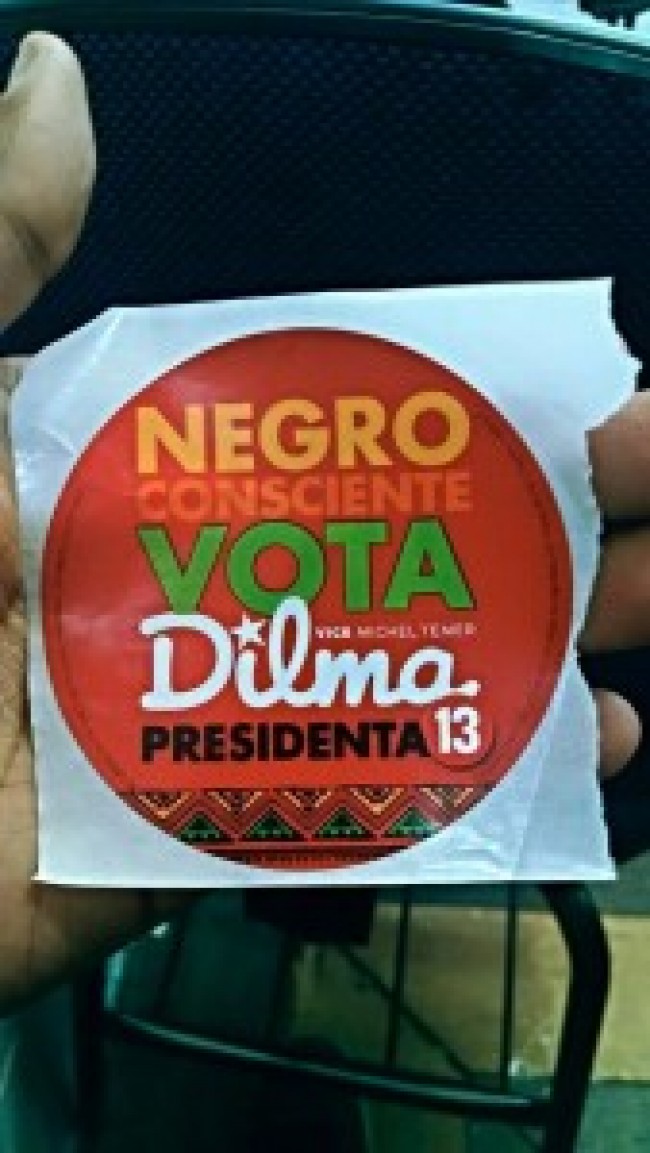 NEGRO
CONSCIENTE
VOTA
VICE MICHEL TEMER
Dilma
PRESIDENTA 13